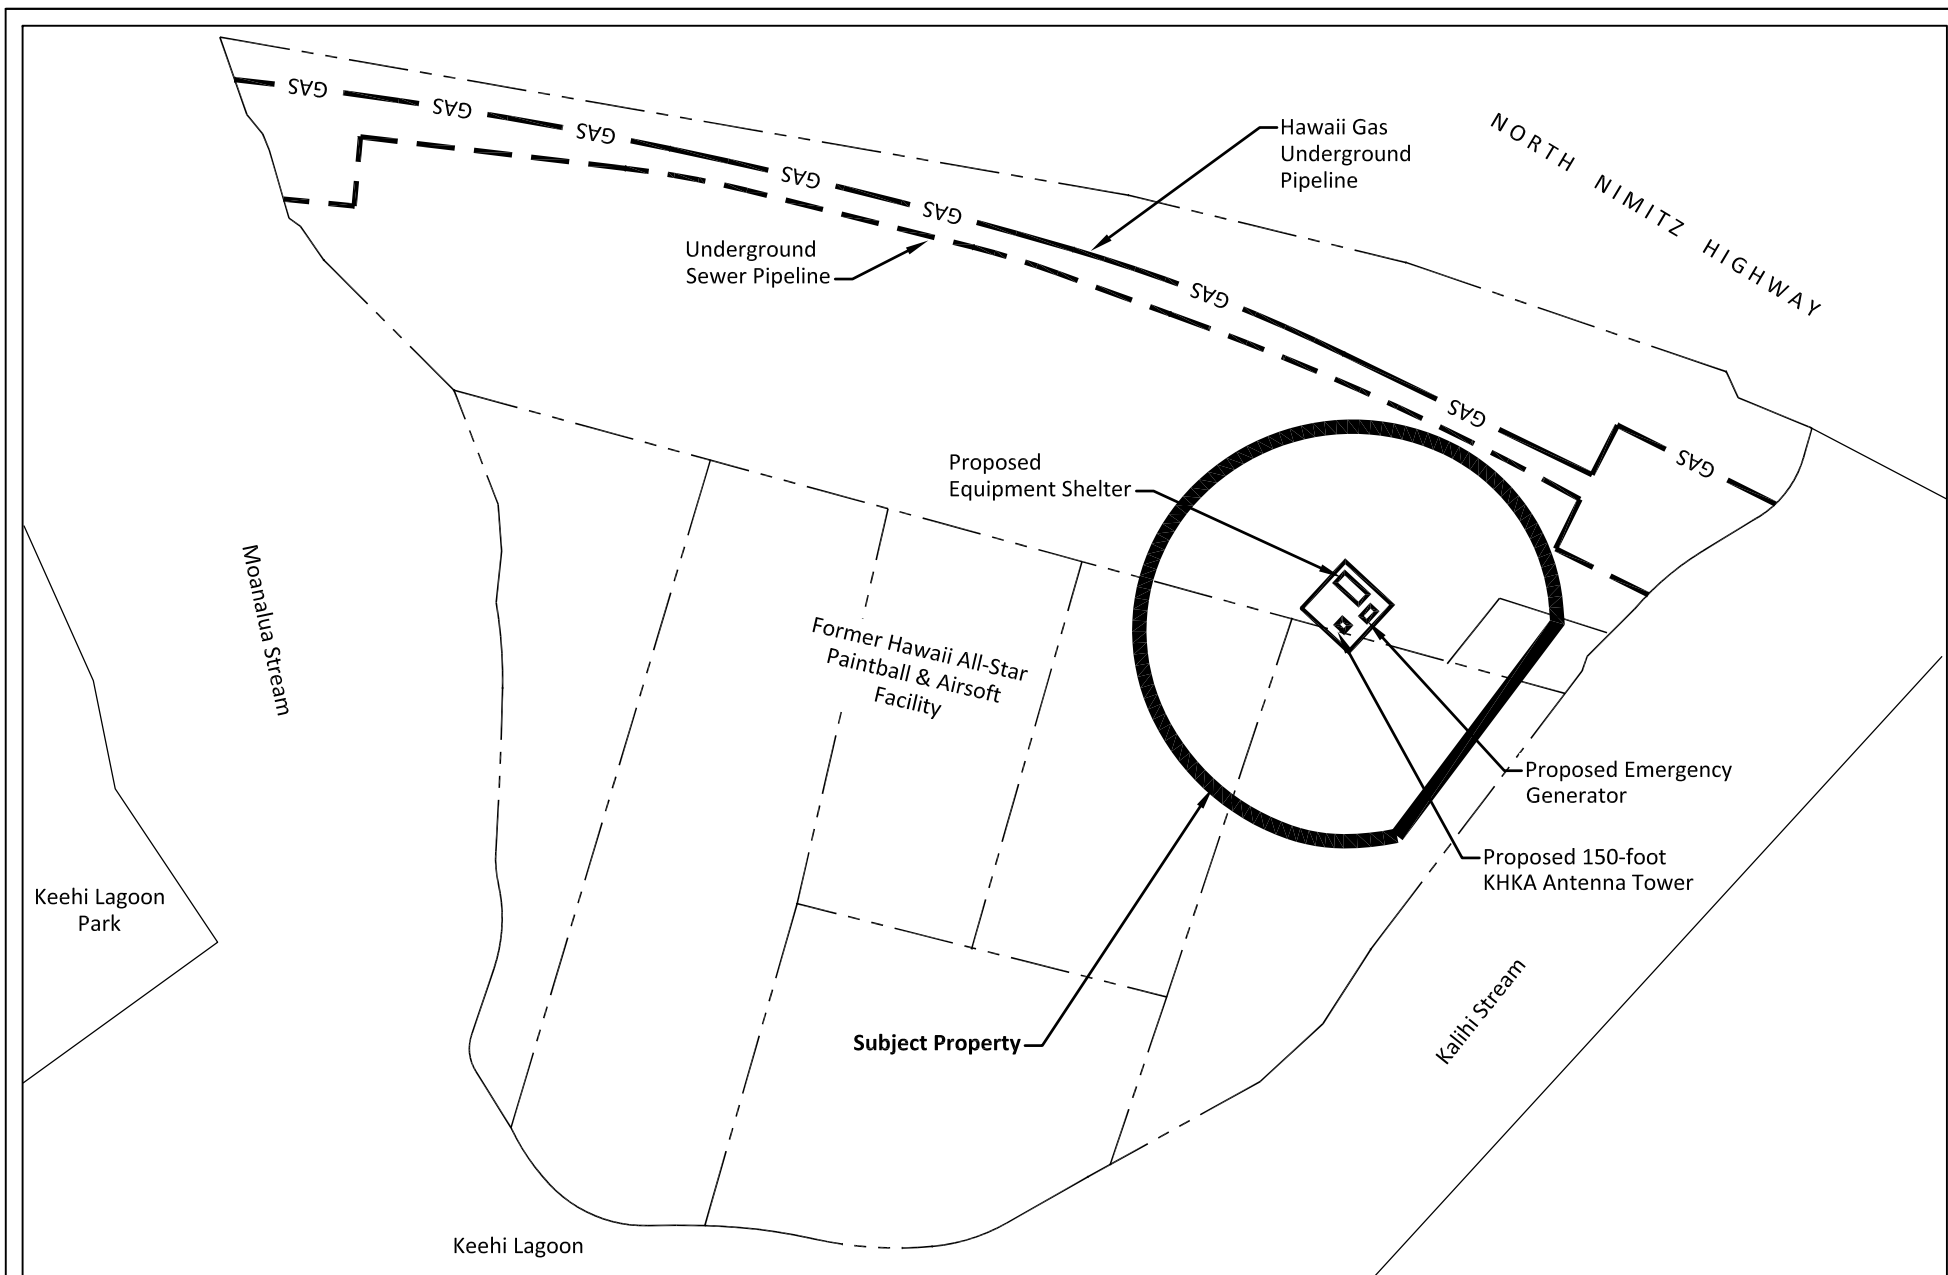 GAS
GAS
GAS
GAS
GAS
GAS
GAS
GAS
Hawaii Gas
Underground
Pipeline
NORTH NIMITZ HIGHWAY
Underground
Sewer Pipeline
Proposed
Equipment Shelter
Moanalua Stream
Former Hawaii All-Star
Paintball & Airsoft
Facility
Proposed Emergency
Generator
Proposed 150-foot
KHKA Antenna Tower
Keehi Lagoon
Park
Subject Property
Kalihi Stream
Keehi Lagoon